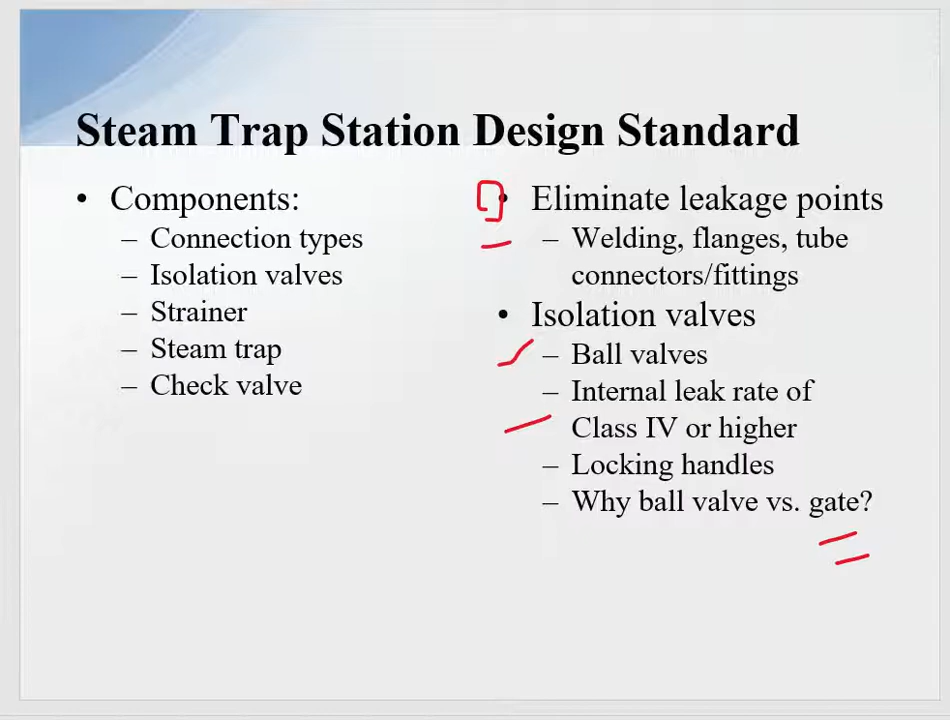 Steam Trap Station Design Standard
• Components:
– Connection types
– Isolation valves
– Strainer
– Steam trap
– Check valve
• Eliminate leakage points
– Welding, flanges, tube
connectors/fittings
• Isolation valves
– Ball valves
– Internal leak rate of
Class IV or higher
– Locking handles
– Why ball valve vs. gate?